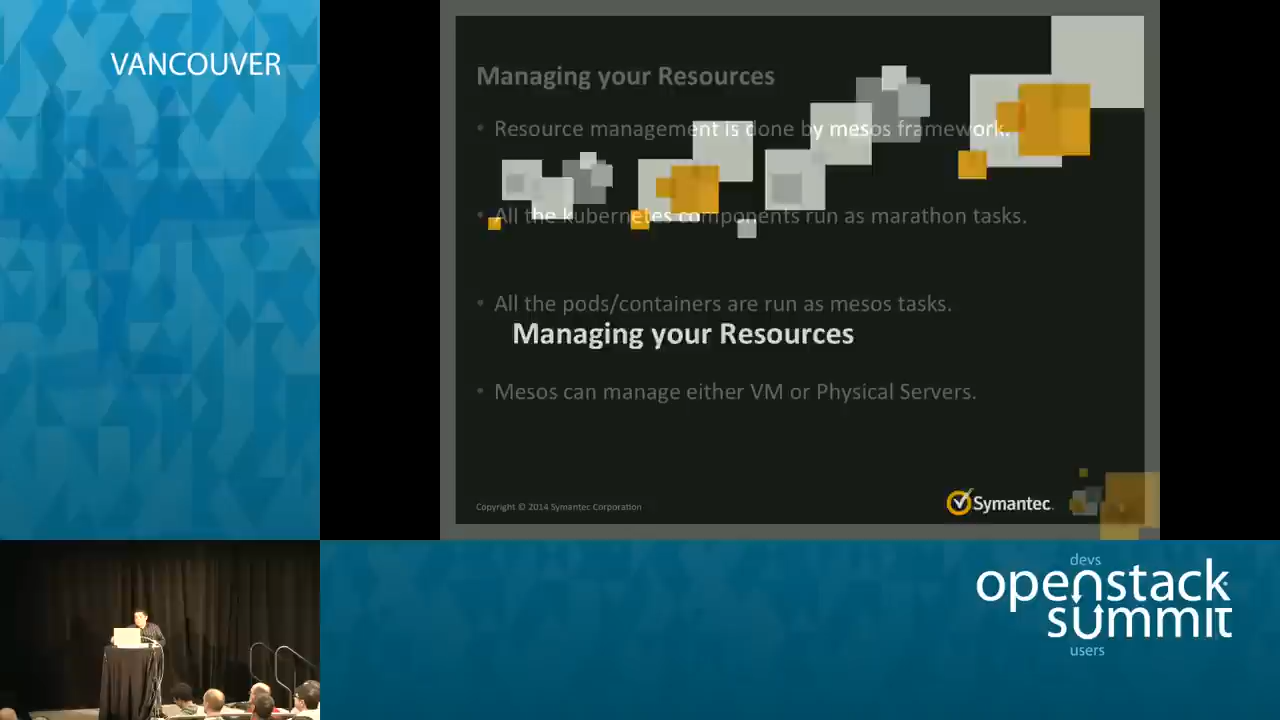 VANCOUVER
Managing your Resources
• Resource management is done by mesos framework.
• All the kubernetes components run as marathon tasks.
• All the pods/containers are run as mesos tasks.
Managing your Resources
• Mesos can manage either VM or Physical Servers.
Copyright © 2014 Symantec Corporation
Symantec.
devs
openstack
summit
users